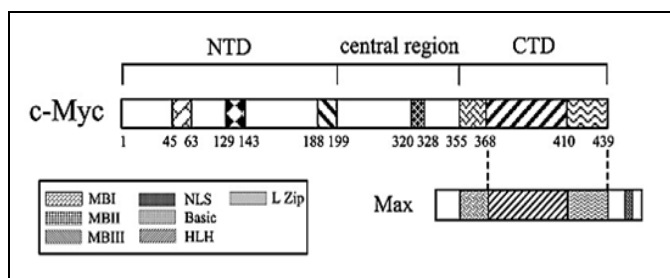 NTD central region CTD
c-Myc
1 45 63 129 143 188 199 320 328 355 368 410 439
MBI NLS L Zip
MBII Basic
MBIII HLH
Max